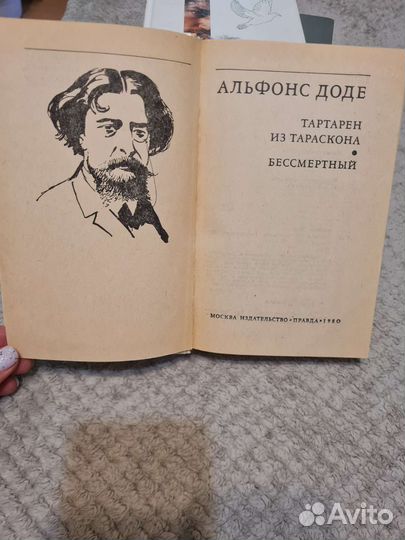 АЛЬФОНС ДОДЕ
ТАРТАРЕН
ИЗ ТАРАСКОНА
•
БЕССМЕРТНЫЙ
МОСКВА ИЗДАТЕЛЬСТВО «ПРАВДА» 1980
Avito